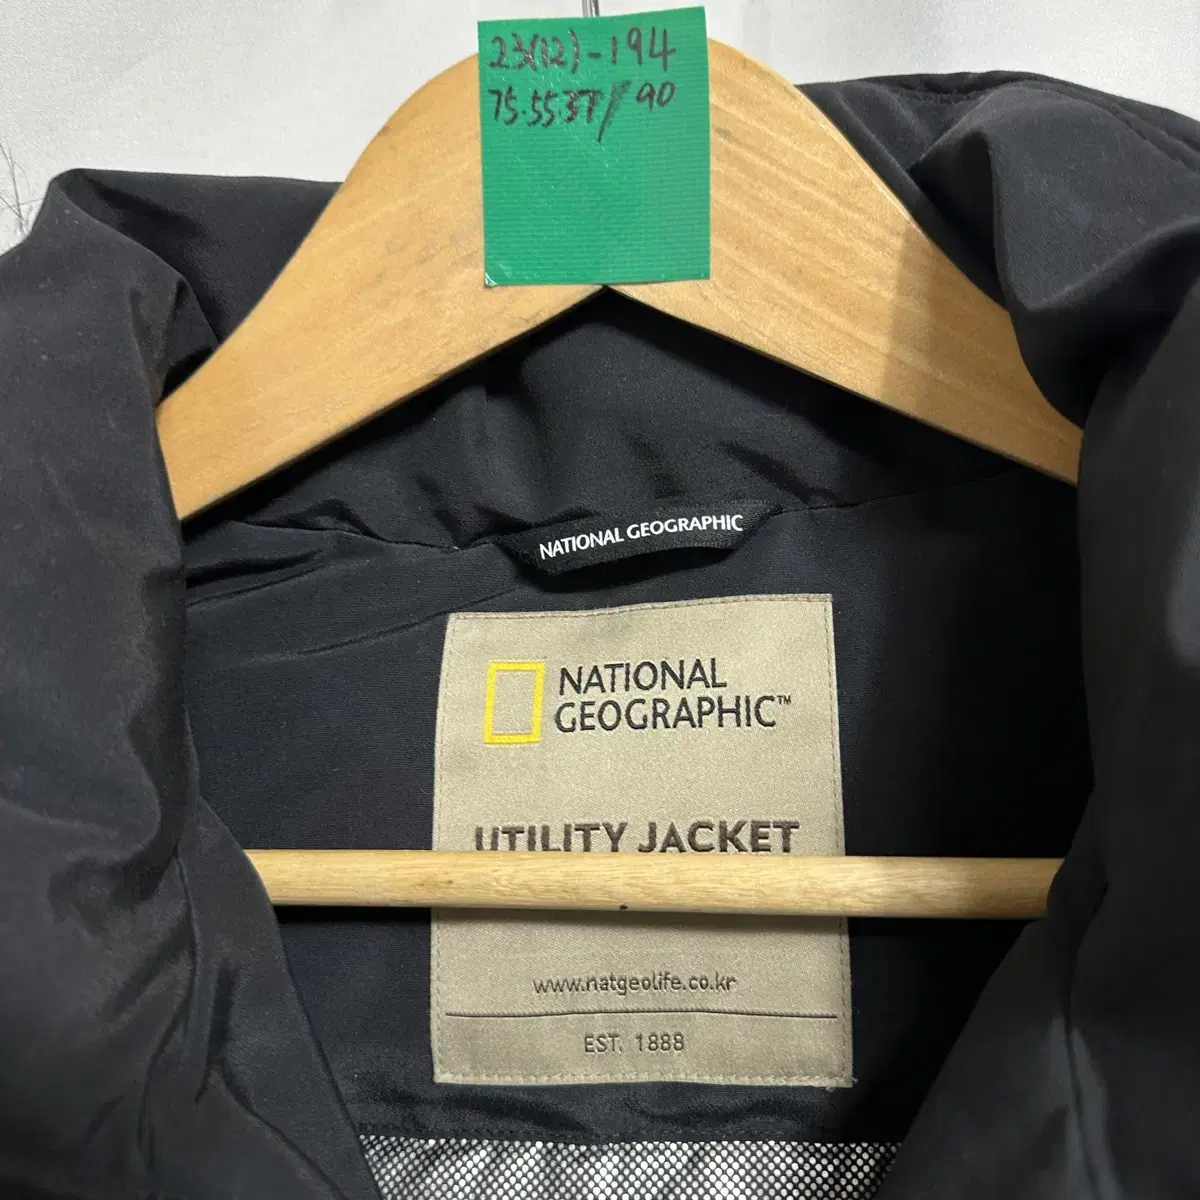 23(12)-194
75.55.37/90
NATIONAL GEOGRAPHIC
NATIONAL
GEOGRAPHIC™
UTILITY JACKET
www.natgeolife.co.kr
EST. 1888